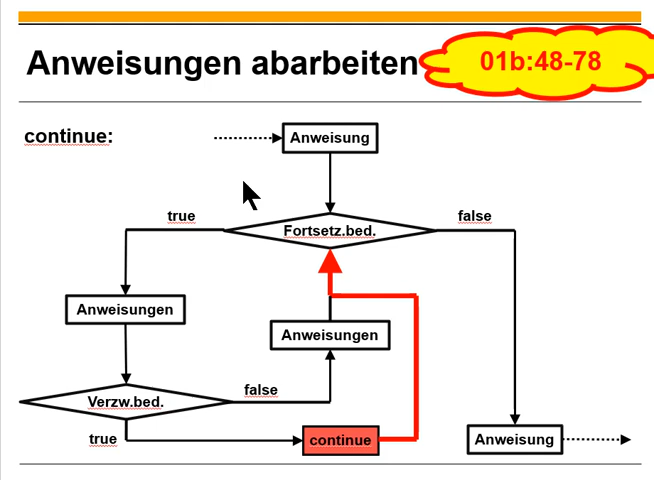 Anweisungen abarbeiten
01b:48-78
continue:
Anweisung
true
false
Fortsetz.bed.
Anweisungen
Anweisungen
false
Verzw.bed.
true
continue
Anweisung